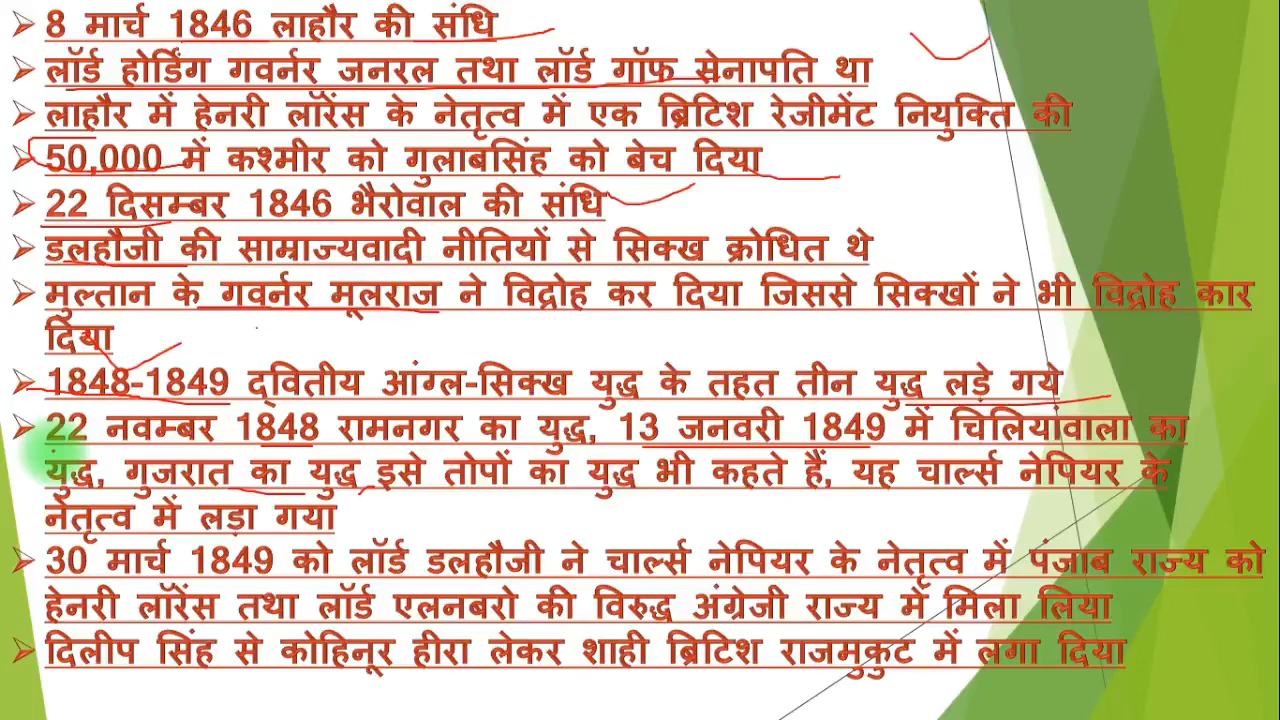 8 मार्च 1846 लाहौर की संधि
लॉर्ड होर्डिंग गवर्नर जनरल तथा लॉर्ड गॉफ सेनापति था
लाहौर में हेनरी लॉरेंस के नेतृत्व में एक ब्रिटिश रेजीमेंट नियुक्ति की
50,000 में कश्मीर को गुलाबसिंह को बेच दिया
22 दिसम्बर 1846 भैरोवाल की संधि
डलहौजी की साम्राज्यवादी नीतियों से सिक्ख क्रोधित थे
मुल्तान के गवर्नर मूलराज ने विद्रोह कर दिया जिससे सिक्खों ने भी विद्रोह कार
दिया
1848-1849 द्वितीय आंग्ल-सिक्ख युद्ध के तहत तीन युद्ध लड़े गये
22 नवम्बर 1848 रामनगर का युद्ध, 13 जनवरी 1849 में चिलियांवाला का
युद्ध, गुजरात का युद्ध इसे तोपों का युद्ध भी कहते हैं, यह चार्ल्स नेपियर के
नेतृत्व में लड़ा गया
30 मार्च 1849 को लॉर्ड डलहौजी ने चार्ल्स नेपियर के नेतृत्व में पंजाब राज्य को
हेनरी लॉरेंस तथा लॉर्ड एलनबरो की विरुद्ध अंग्रेजी राज्य में मिला लिया
दिलीप सिंह से कोहिनूर हीरा लेकर शाही ब्रिटिश राजमुकुट में लगा दिया